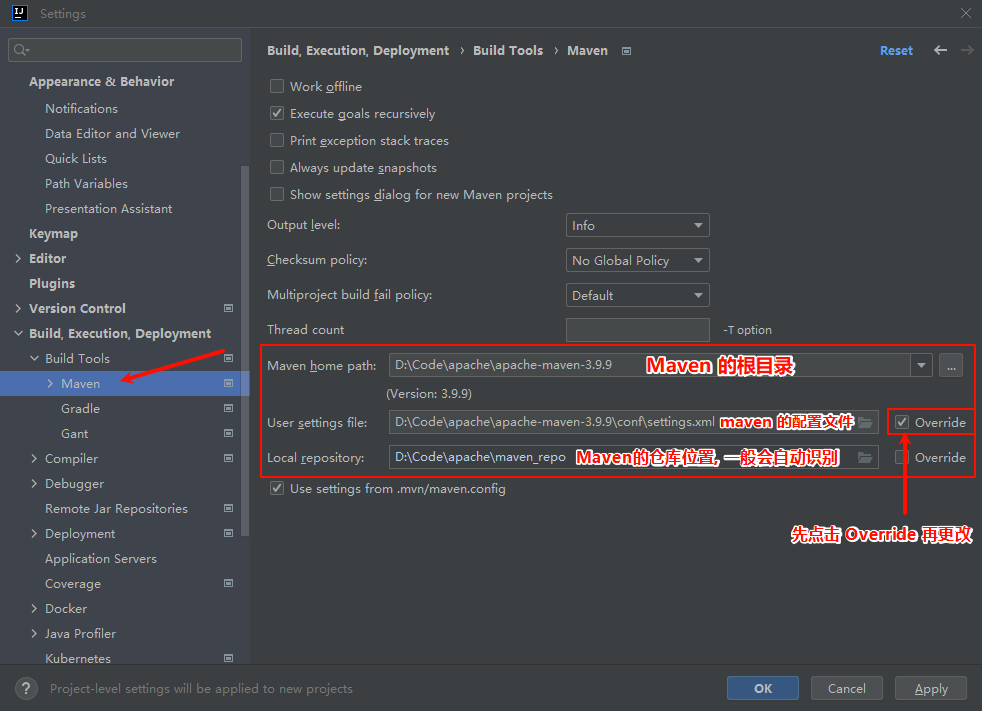 Settings
Build, Execution, Deployment › Build Tools › Maven
Reset
Appearance & Behavior
Notifications
Data Editor and Viewer
Quick Lists
Path Variables
Presentation Assistant
Keymap
Editor
Plugins
Version Control
Build, Execution, Deployment
Build Tools
Maven
Gradle
Gant
Compiler
Debugger
Remote Jar Repositories
Deployment
Application Servers
Coverage
Docker
Java Profiler
Kubernetes
Work offline
Execute goals recursively
Print exception stack traces
Always update snapshots
Show settings dialog for new Maven projects
Output level: Info
Checksum policy: No Global Policy
Multiproject build fail policy: Default
Thread count -T option
Maven home path: D:\Code\apache\apache-maven-3.9.9 Maven 的根目录 ...
(Version: 3.9.9)
User settings file: D:\Code\apache\apache-maven-3.9.9\conf\settings.xml maven 的配置文件 Override
Local repository: D:\Code\apache\maven_repo Maven的仓库位置, 一般会自动识别 Override
Use settings from .mvn/maven.config
先点击 Override 再更改
? Project-level settings will be applied to new projects
OK Cancel Apply